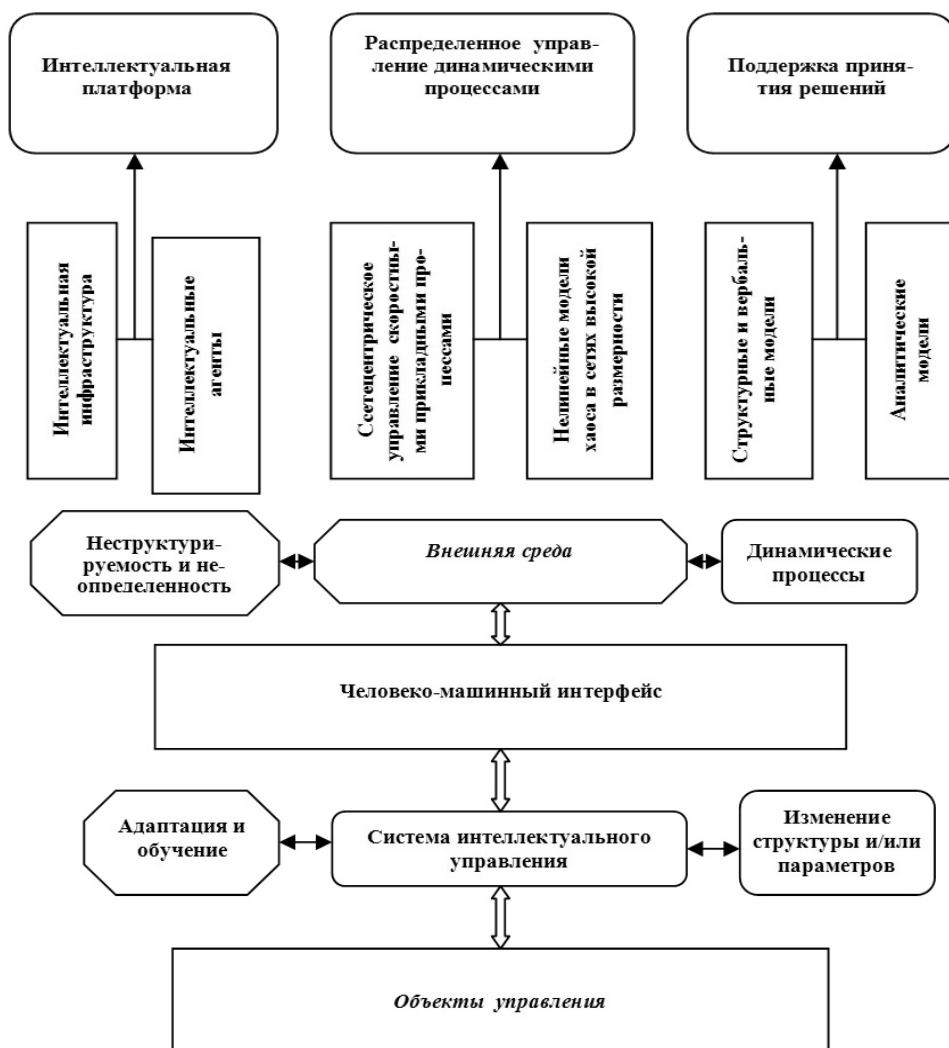 Интеллектуальная
платформа
Распределенное управ-
ление динамическими
процессами
Поддержка приня-
тия решений
Интеллектуальная
инфраструктура
Интеллектуальные
агенты
Ссетецентрическое
управление скоростны-
ми прикладными про-
пессами
Нелинейные модели
хаоса в сетях высокой
размерности
Структурные и вербаль-
ные модели
Аналитические
модели
Неструктури-
руемость и не-
определенность
Внешняя среда
Динамические
процессы
Человеко-машинный интерфейс
Адаптация и
обучение
Система интеллектуального
управления
Изменение
структуры и/или
параметров
Объекты управления